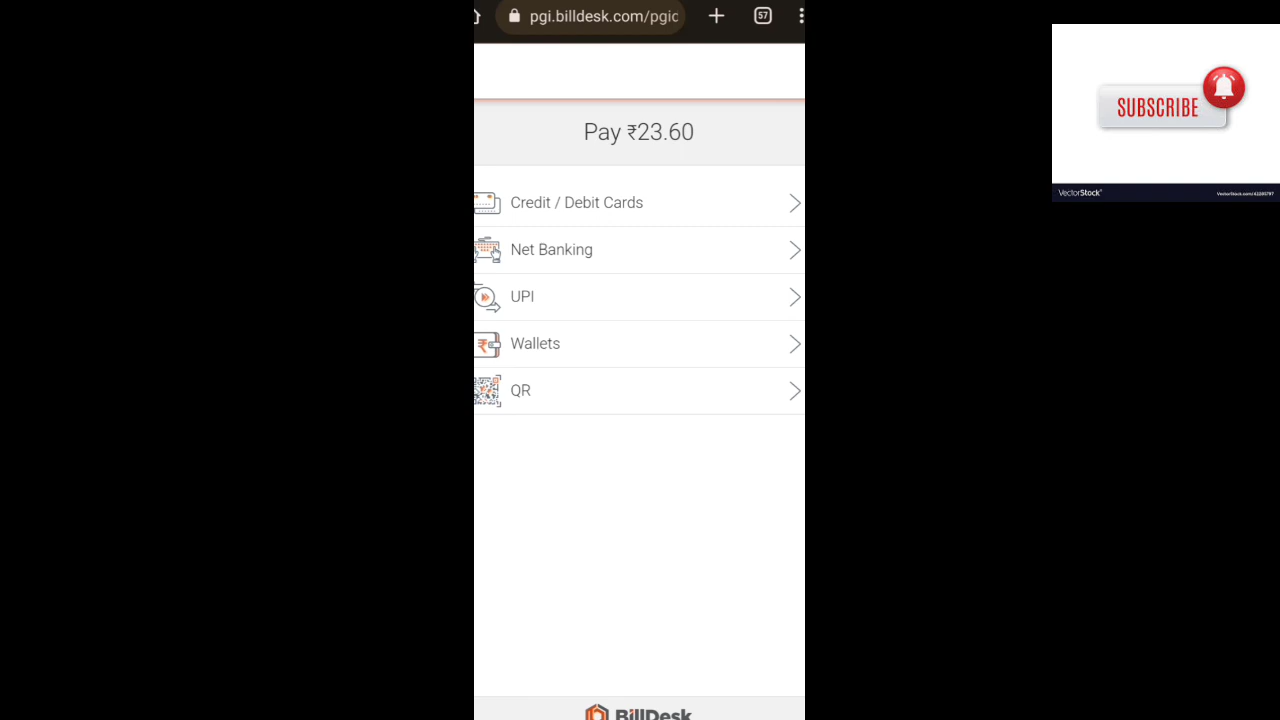 pgi.billdesk.com/pgic
57
Pay ₹23.60
Credit / Debit Cards
Net Banking
UPI
Wallets
QR
BillDesk
SUBSCRIBE
VectorStock®